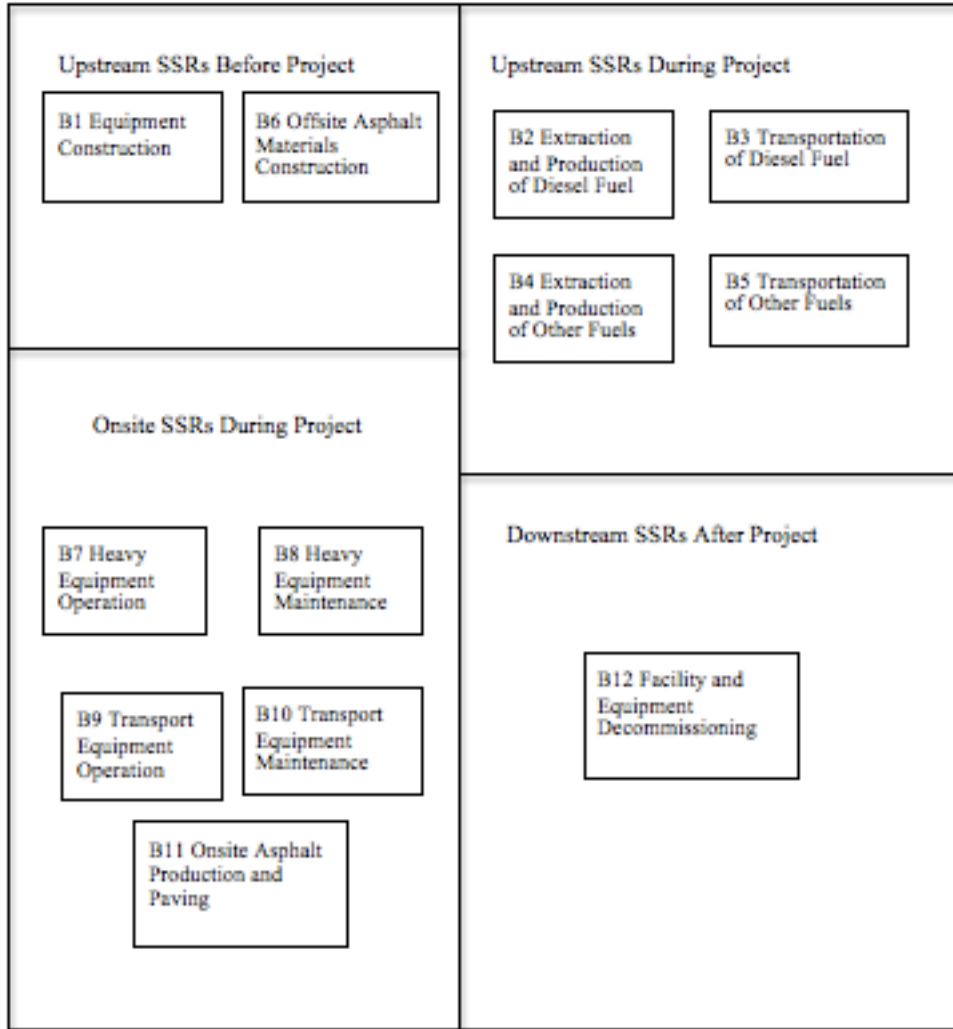 Upstream SSRs Before Project
B1 Equipment
Construction
B6 Offsite Asphalt
Materials
Construction
Upstream SSRs During Project
B2 Extraction
and Production
of Diesel Fuel
B3 Transportation
of Diesel Fuel
B4 Extraction
and Production
of Other Fuels
B5 Transportation
of Other Fuels
Onsite SSRs During Project
B7 Heavy
Equipment
Operation
B8 Heavy
Equipment
Maintenance
B9 Transport
Equipment
Operation
B10 Transport
Equipment
Maintenance
B11 Onsite Asphalt
Production and
Paving
Downstream SSRs After Project
B12 Facility and
Equipment
Decommissioning